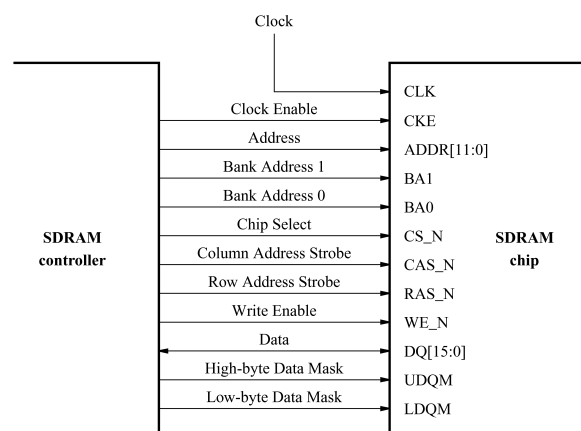 Clock
CLK
Clock Enable
CKE
Address
ADDR[11:0]
Bank Address 1
BA1
Bank Address 0
BA0
Chip Select
CS_N
SDRAM
controller
SDRAM
chip
Column Address Strobe
CAS_N
Row Address Strobe
RAS_N
Write Enable
WE_N
Data
DQ[15:0]
High-byte Data Mask
UDQM
Low-byte Data Mask
LDQM